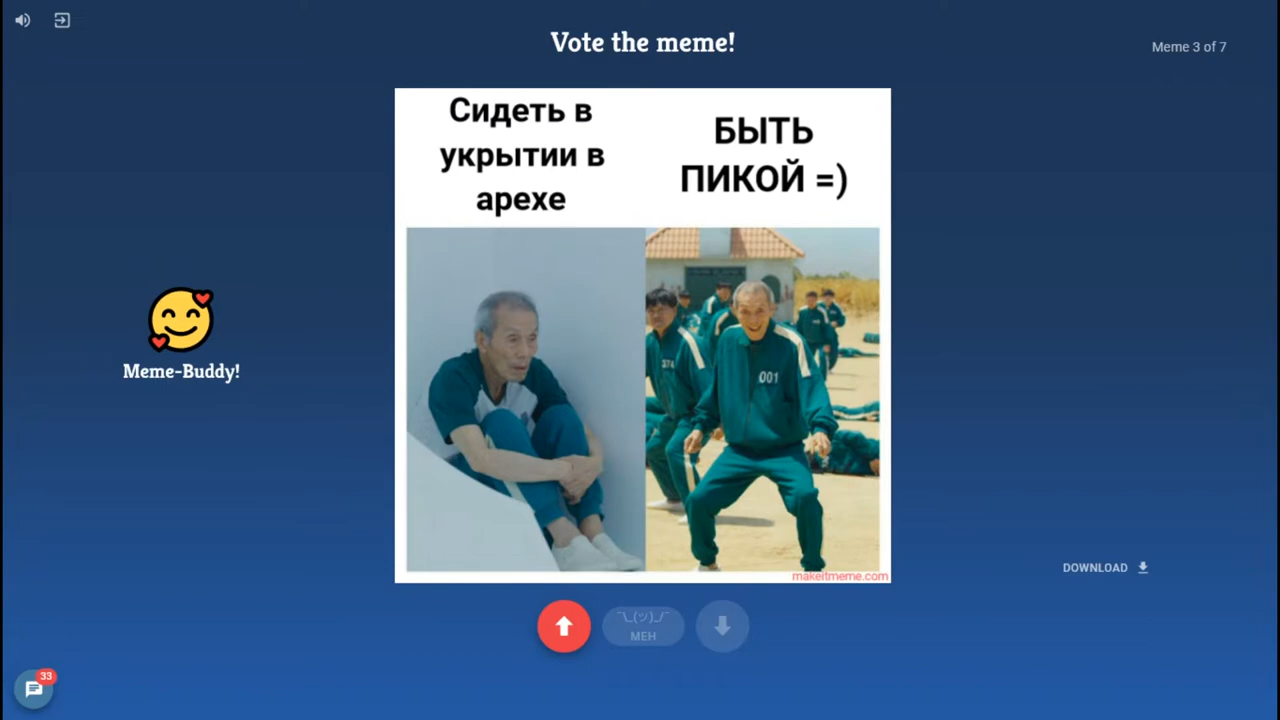 Vote the meme!
Meme 3 of 7
Сидеть в
укрытии в
арехе
БЫТЬ
ПИКОЙ =)
374
001
Meme-Buddy!
makeitmeme.com
DOWNLOAD
¯\_(ツ)_/¯
MEH
33